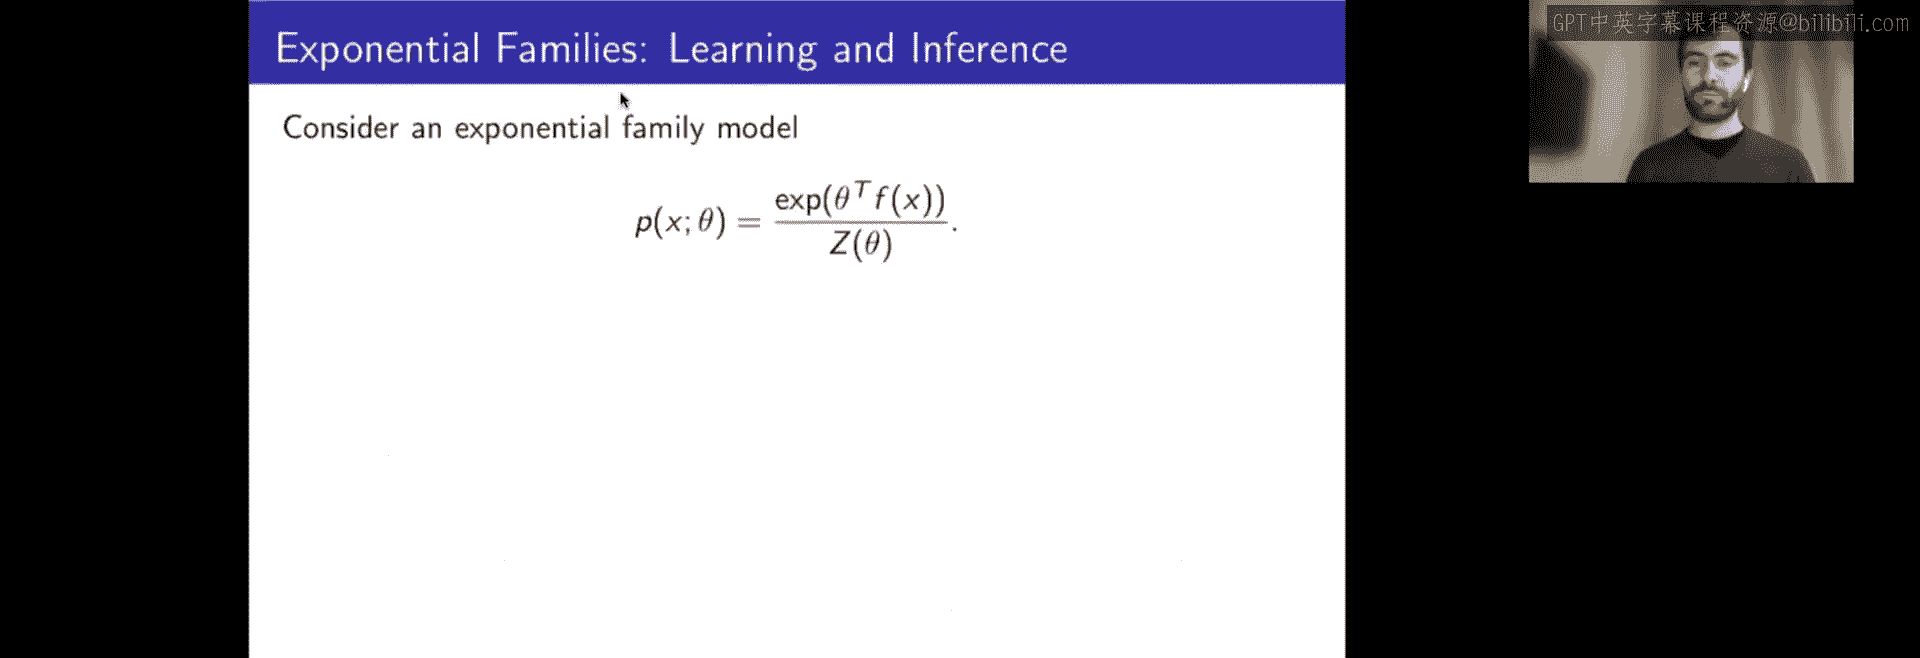 Exponential Families: Learning and Inference
GPT中英字幕课程资源@bilibili.com
Consider an exponential family model
p(x; θ) = exp(θᵀ f(x)) / Z(θ) .